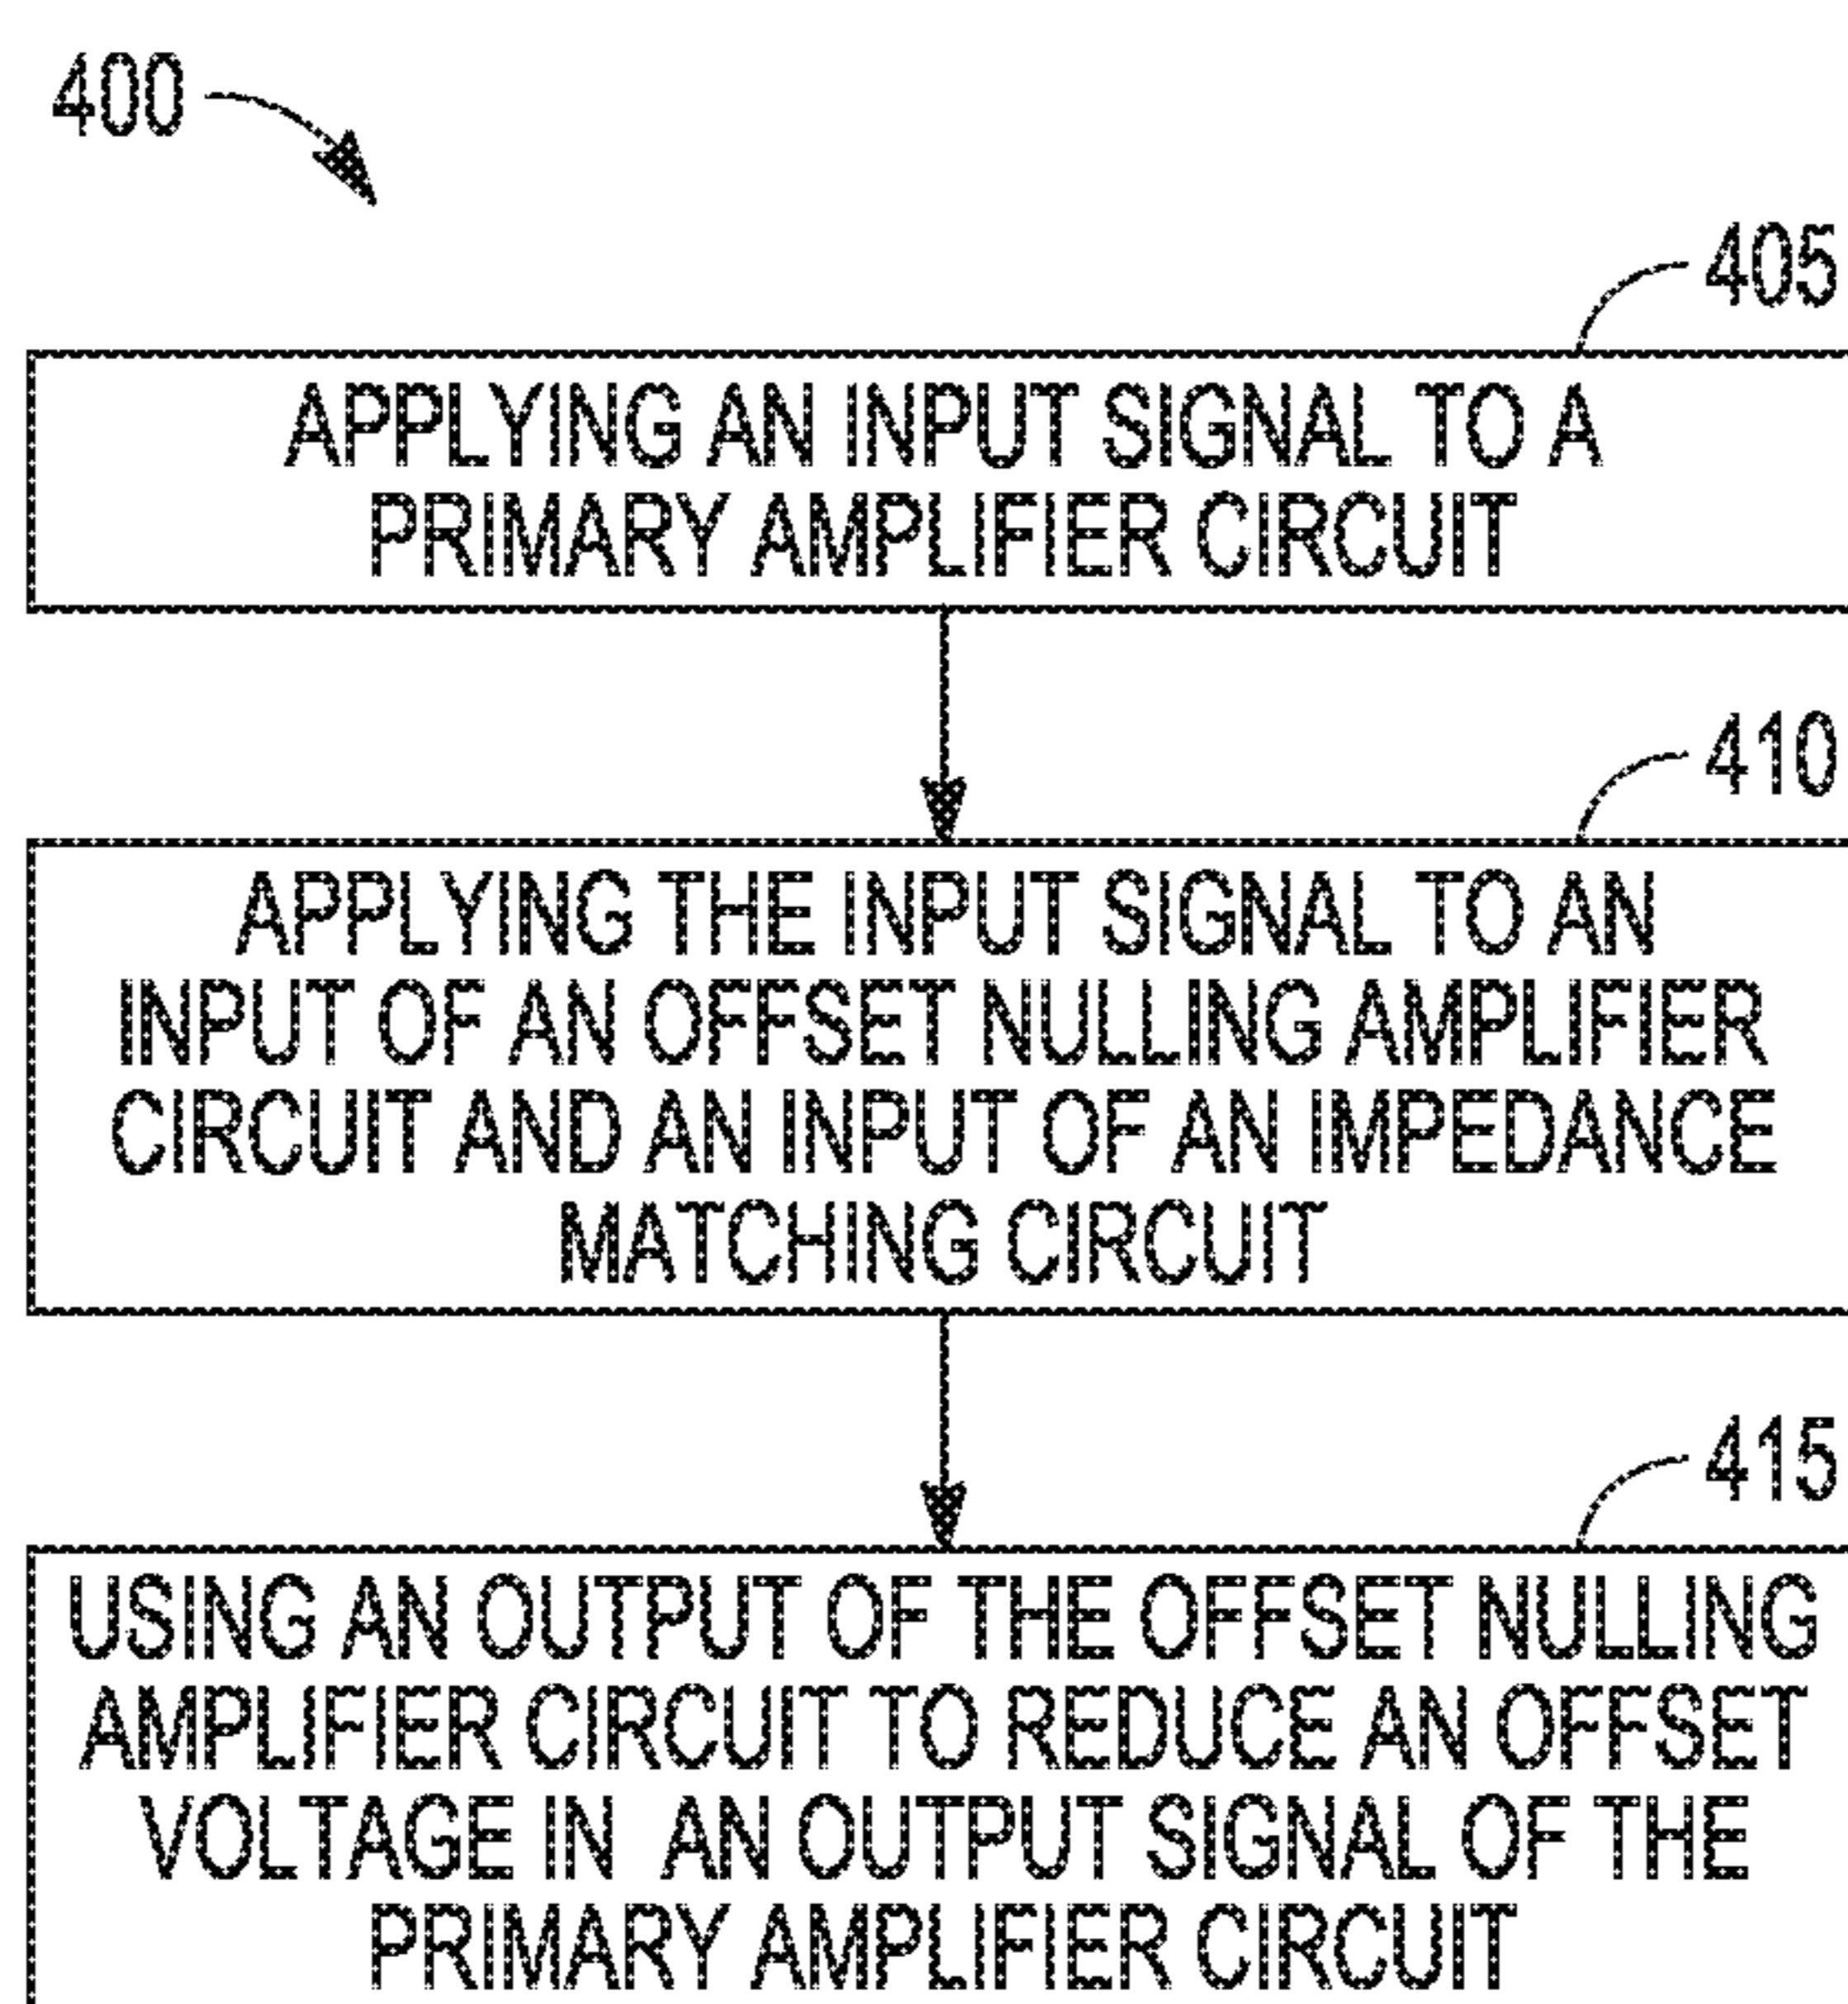 400
405
APPLYING AN INPUT SIGNAL TO A
PRIMARY AMPLIFIER CIRCUIT
410
APPLYING THE INPUT SIGNAL TO AN
INPUT OF AN OFFSET NULLING AMPLIFIER
CIRCUIT AND AN INPUT OF AN IMPEDANCE
MATCHING CIRCUIT
415
USING AN OUTPUT OF THE OFFSET NULLING
AMPLIFIER CIRCUIT TO REDUCE AN OFFSET
VOLTAGE IN AN OUTPUT SIGNAL OF THE
PRIMARY AMPLIFIER CIRCUIT